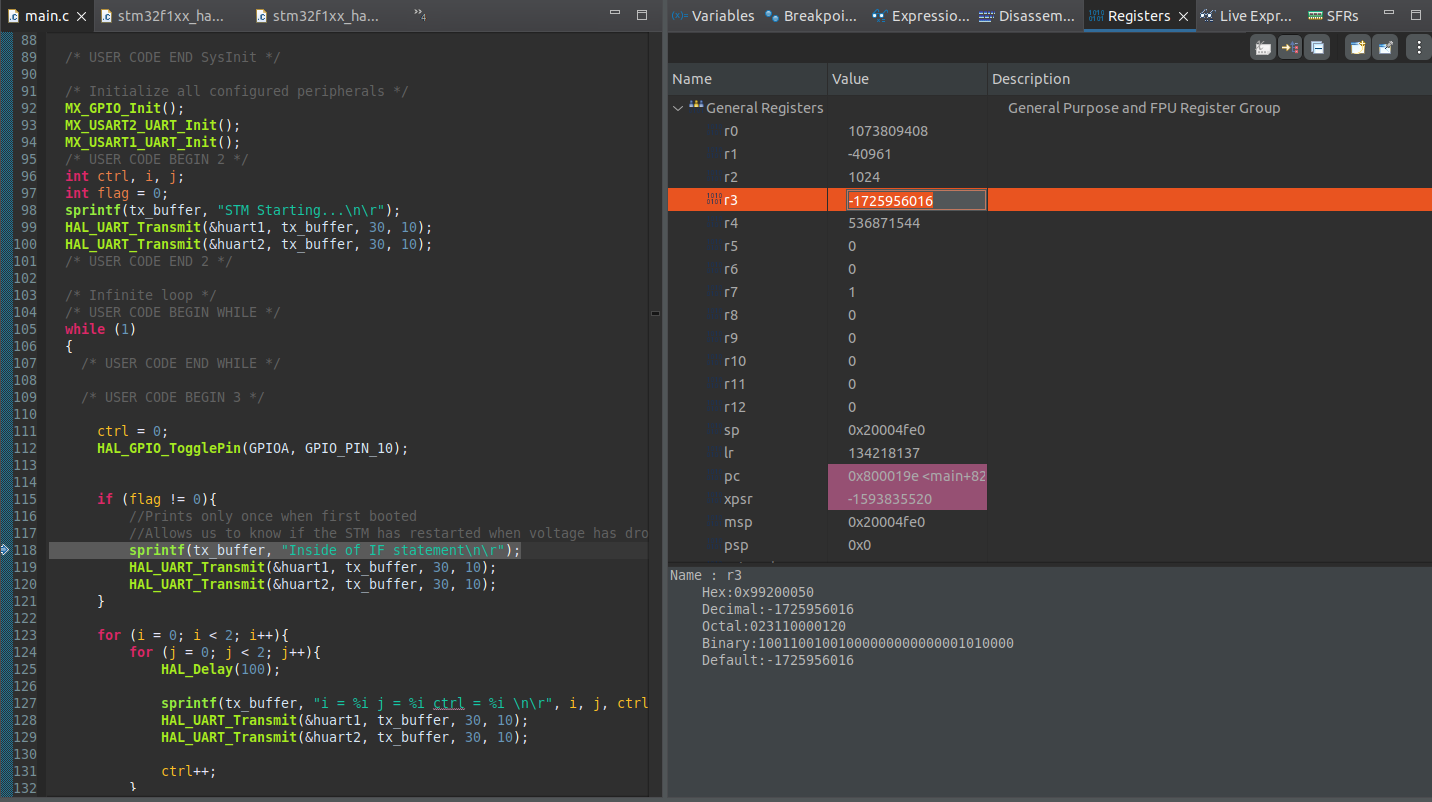 main.c
stm32f1xx_ha...
stm32f1xx_ha...
»4
88
89 /* USER CODE END SysInit */
90
91 /* Initialize all configured peripherals */
92 MX_GPIO_Init();
93 MX_USART2_UART_Init();
94 MX_USART1_UART_Init();
95 /* USER CODE BEGIN 2 */
96 int ctrl, i, j;
97 int flag = 0;
98 sprintf(tx_buffer, "STM Starting...\n\r");
99 HAL_UART_Transmit(&huart1, tx_buffer, 30, 10);
100 HAL_UART_Transmit(&huart2, tx_buffer, 30, 10);
101 /* USER CODE END 2 */
102
103 /* Infinite loop */
104 /* USER CODE BEGIN WHILE */
105 while (1)
106 {
107 /* USER CODE END WHILE */
108
109 /* USER CODE BEGIN 3 */
110
111 ctrl = 0;
112 HAL_GPIO_TogglePin(GPIOA, GPIO_PIN_10);
113
114
115 if (flag != 0){
116 //Prints only once when first booted
117 //Allows us to know if the STM has restarted when voltage has dro
118 sprintf(tx_buffer, "Inside of IF statement\n\r");
119 HAL_UART_Transmit(&huart1, tx_buffer, 30, 10);
120 HAL_UART_Transmit(&huart2, tx_buffer, 30, 10);
121 }
122
123 for (i = 0; i < 2; i++){
124 for (j = 0; j < 2; j++){
125 HAL_Delay(100);
126
127 sprintf(tx_buffer, "i = %i j = %i ctrl = %i \n\r", i, j, ctrl
128 HAL_UART_Transmit(&huart1, tx_buffer, 30, 10);
129 HAL_UART_Transmit(&huart2, tx_buffer, 30, 10);
130
131 ctrl++;
132 }
(x)= Variables
Breakpoi...
Expressio...
Disassem...
1010 0101 Registers
Live Expr...
SFRs
Name Value Description
General Registers General Purpose and FPU Register Group
r0 1073809408
r1 -40961
r2 1024
1010 0101 r3 -1725956016
r4 536871544
r5 0
r6 0
r7 1
r8 0
r9 0
r10 0
r11 0
r12 0
sp 0x20004fe0
lr 134218137
pc 0x800019e <main+82
xpsr -1593835520
msp 0x20004fe0
psp 0x0
Name : r3
Hex:0x99200050
Decimal:-1725956016
Octal:023110000120
Binary:10011001001000000000000001010000
Default:-1725956016